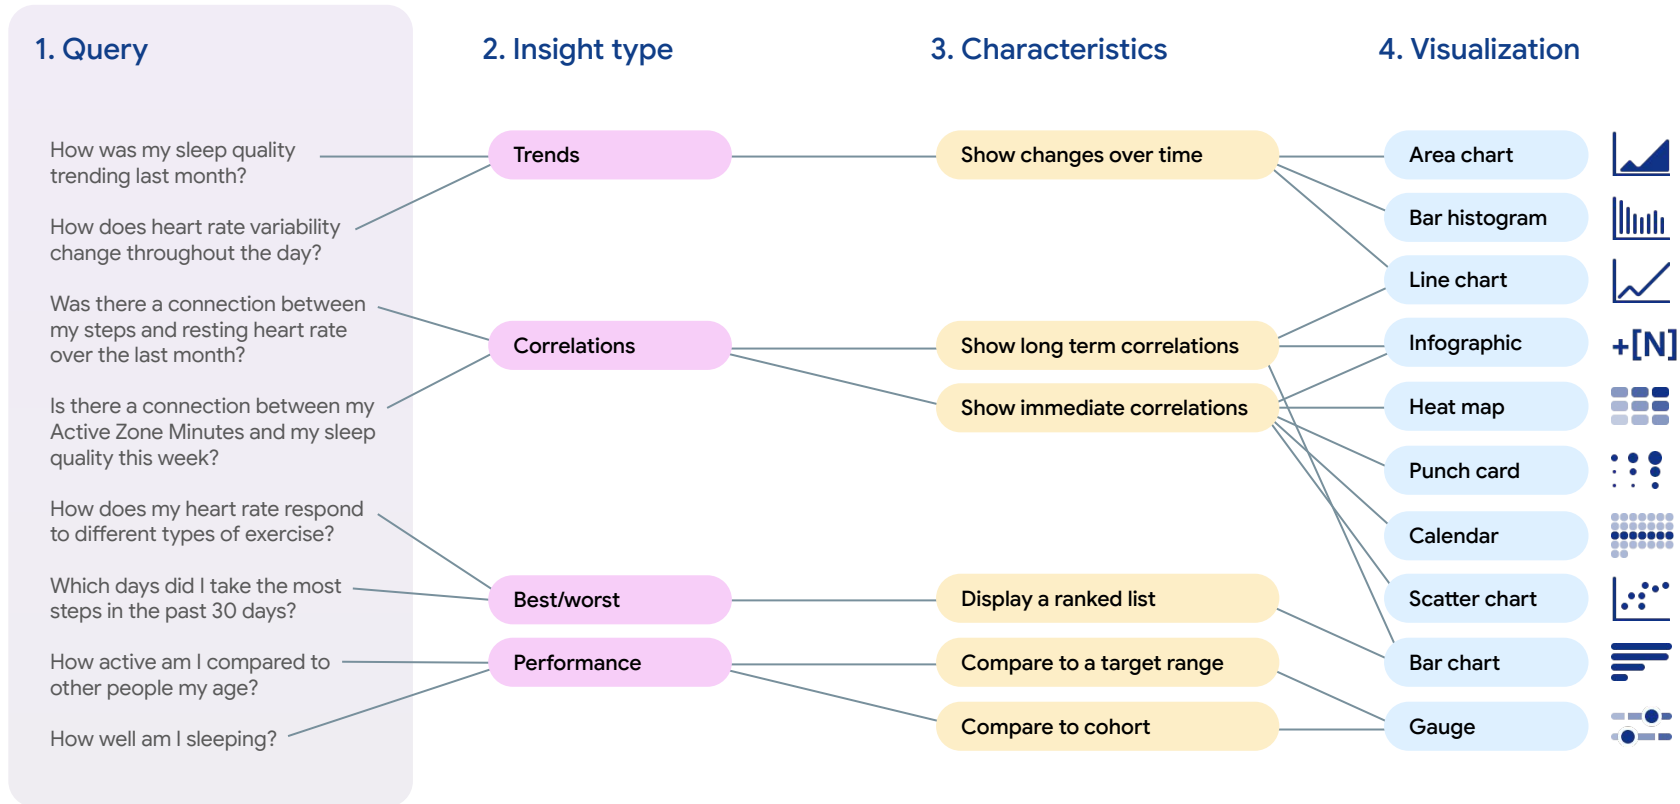 1. Query
How was my sleep quality
trending last month?
How does heart rate variability
change throughout the day?
Was there a connection between
my steps and resting heart rate
over the last month?
Is there a connection between my
Active Zone Minutes and my sleep
quality this week?
How does my heart rate respond
to different types of exercise?
Which days did I take the most
steps in the past 30 days?
How active am I compared to
other people my age?
How well am I sleeping?
2. Insight type
Trends
Correlations
Best/worst
Performance
3. Characteristics
Show changes over time
Show long term correlations
Show immediate correlations
Display a ranked list
Compare to a target range
Compare to cohort
4. Visualization
Area chart
Bar histogram
Line chart
Infographic
+[N]
Heat map
Punch card
Calendar
Scatter chart
Bar chart
Gauge